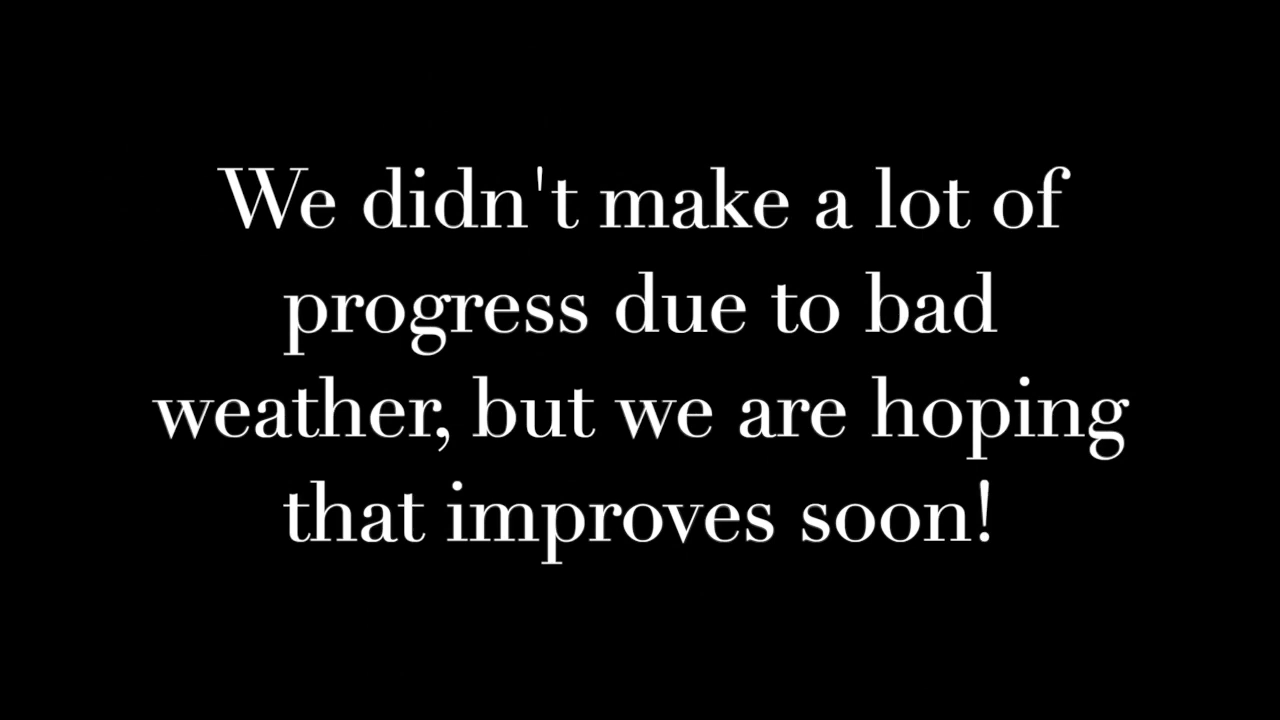 We didn't make a lot of
progress due to bad
weather, but we are hoping
that improves soon!